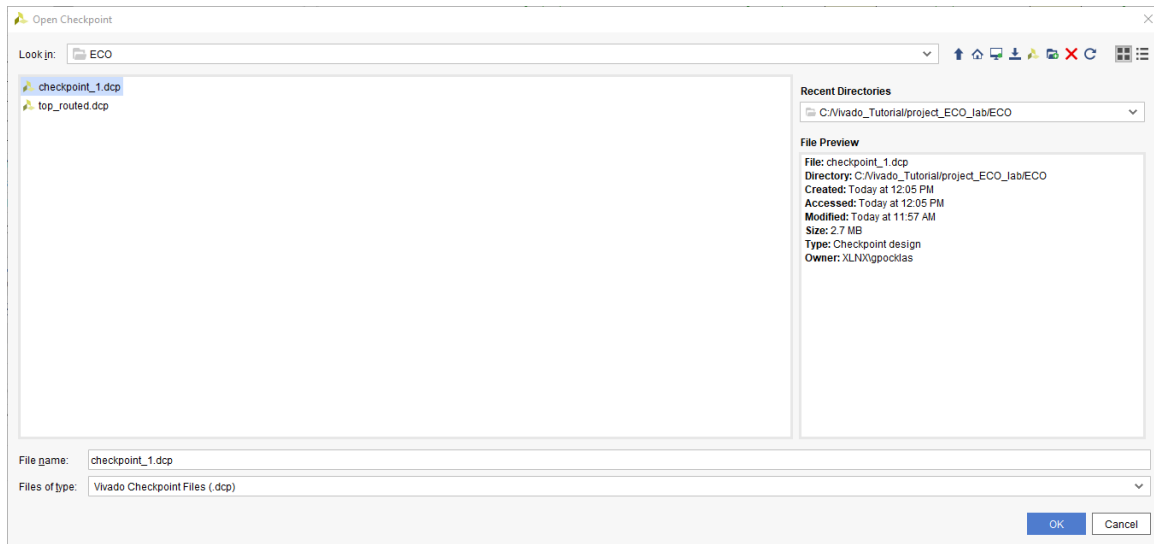 Open Checkpoint
Look in: ECO
checkpoint_1.dcp
top_routed.dcp
Recent Directories
C:/Vivado_Tutorial/project_ECO_lab/ECO
File Preview
File: checkpoint_1.dcp
Directory: C:/Vivado_Tutorial/project_ECO_lab/ECO
Created: Today at 12:05 PM
Accessed: Today at 12:05 PM
Modified: Today at 11:57 AM
Size: 2.7 MB
Type: Checkpoint design
Owner: XLNX\gpocklas
File name: checkpoint_1.dcp
Files of type: Vivado Checkpoint Files (.dcp)
OK Cancel